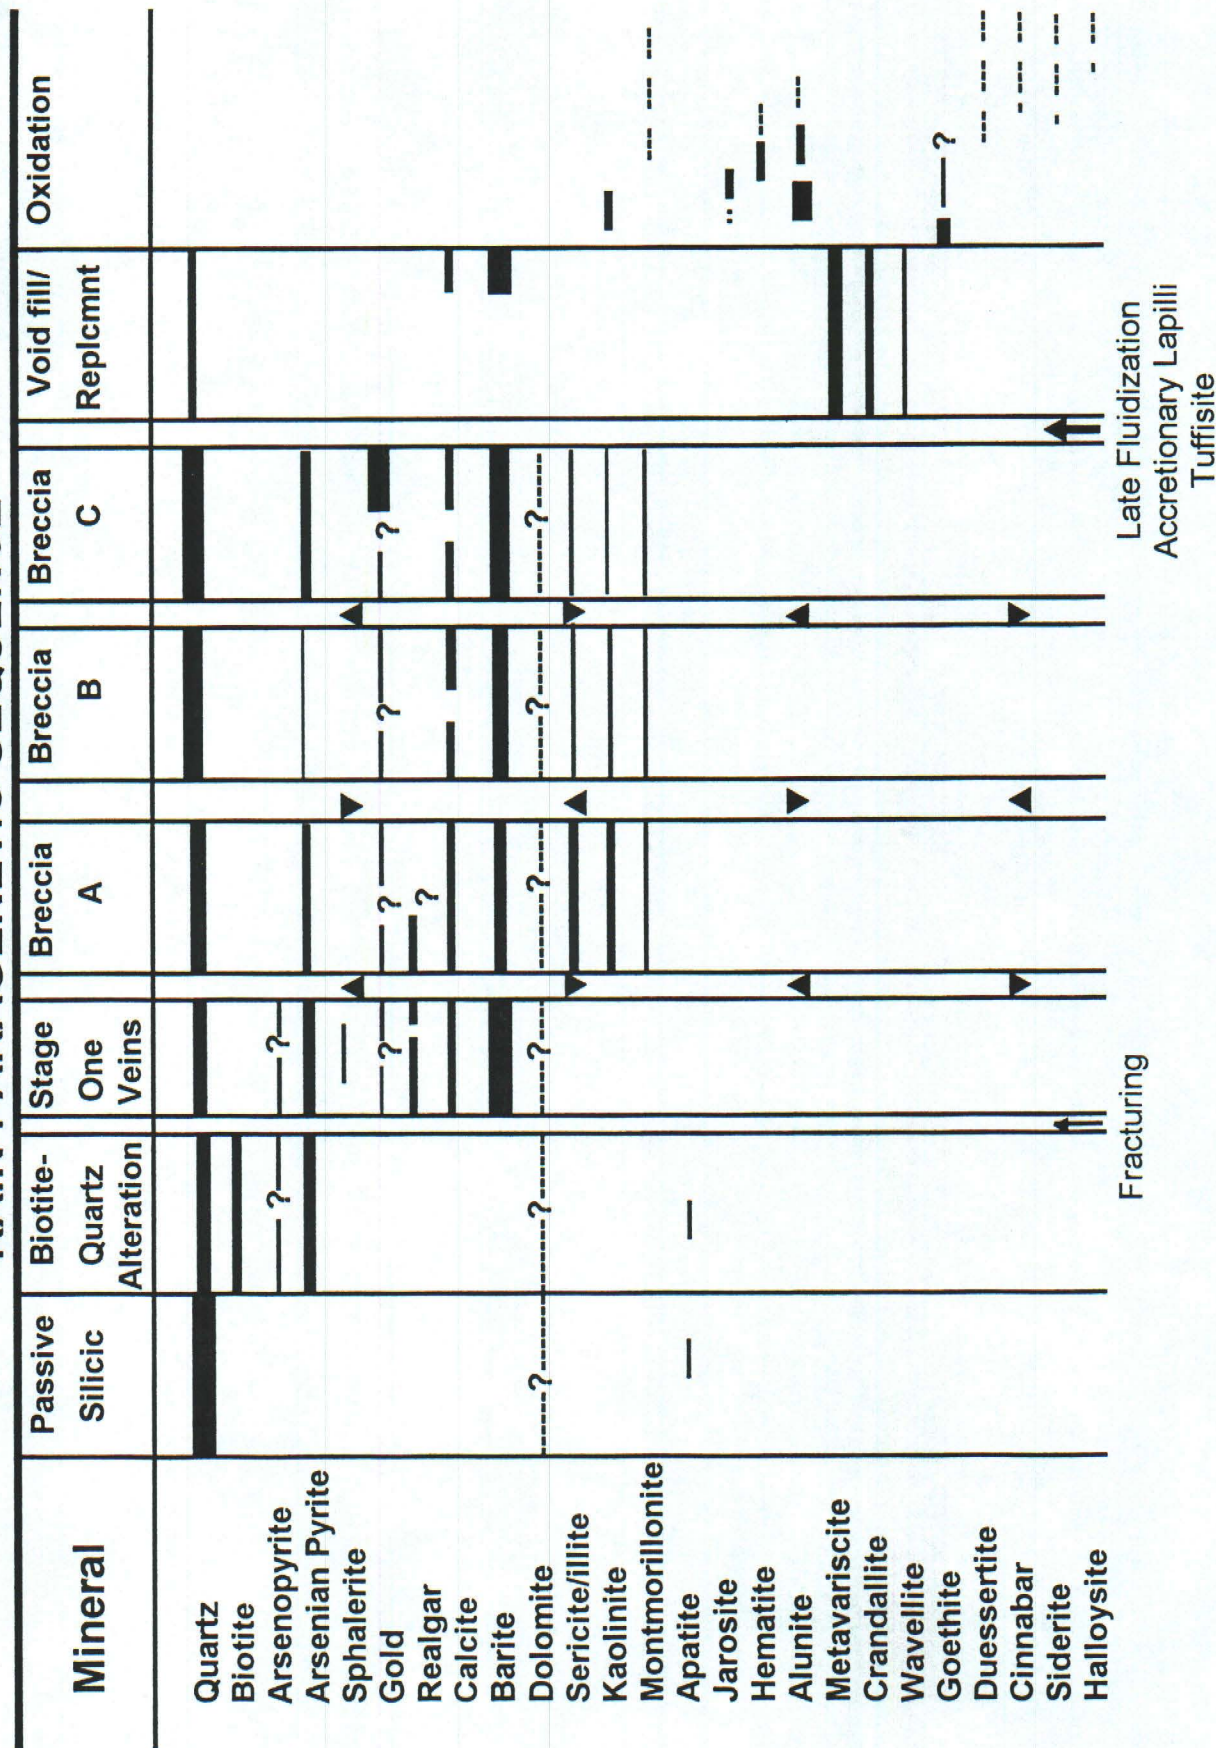 Mineral
Passive
Silicic
Biotite-
Quartz
Alteration
Stage
One
Veins
Breccia
A
Breccia
B
Breccia
C
Void fill/
Replcmnt
Oxidation
Quartz
Biotite
Arsenopyrite
?
?
Arsenian Pyrite
Sphalerite
Gold
?
?
?
?
Realgar
?
Calcite
Barite
Dolomite
?
?
?
?
?
?
Sericite/illite
Kaolinite
Montmorillonite
Apatite
Jarosite
Hematite
Alunite
Metavariscite
Crandallite
Wavellite
Goethite
?
Duessertite
Cinnabar
Siderite
Halloysite
Fracturing
Late Fluidization
Accretionary Lapilli
Tuffisite